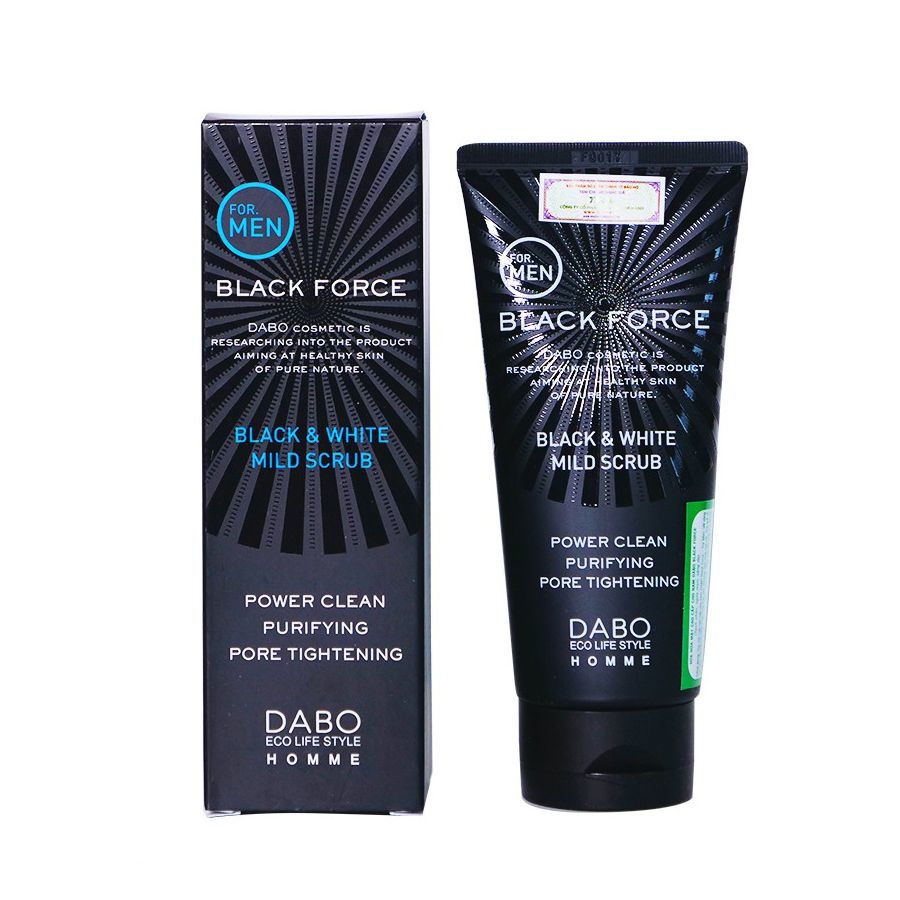 FOR.
MEN
BLACK FORCE
DABO COSMETIC IS
RESEARCHING INTO THE PRODUCT
AIMING AT HEALTHY SKIN
OF PURE NATURE.
BLACK & WHITE
MILD SCRUB
POWER CLEAN
PURIFYING
PORE TIGHTENING
DABO
ECO LIFE STYLE
HOMME
FOR.
MEN
BLACK FORCE
DABO COSMETIC IS
RESEARCHING INTO THE PRODUCT
AIMING AT HEALTHY SKIN
OF PURE NATURE.
BLACK & WHITE
MILD SCRUB
POWER CLEAN
PURIFYING
PORE TIGHTENING
DABO
ECO LIFE STYLE
HOMME